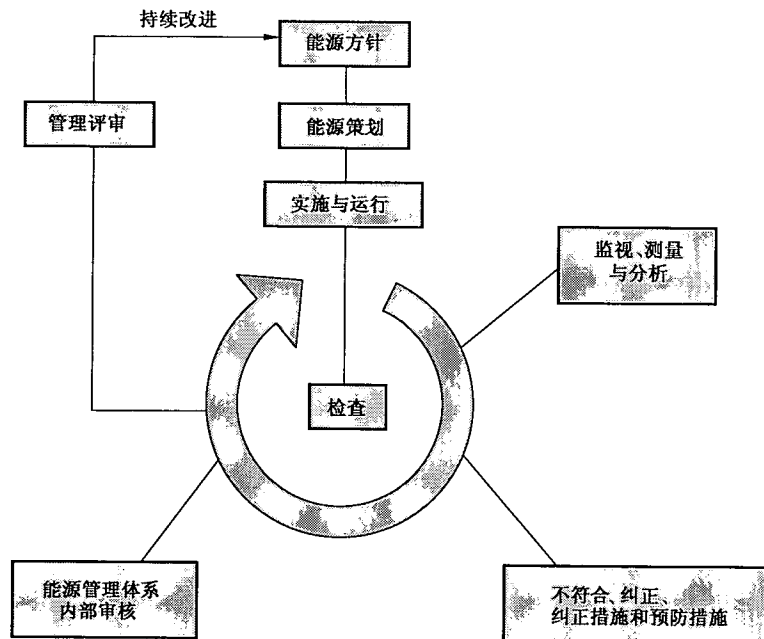 持续改进
能源方针
管理评审
能源策划
实施与运行
监视、测量
与分析
检查
能源管理体系
内部审核
不符合、纠正、
纠正措施和预防措施